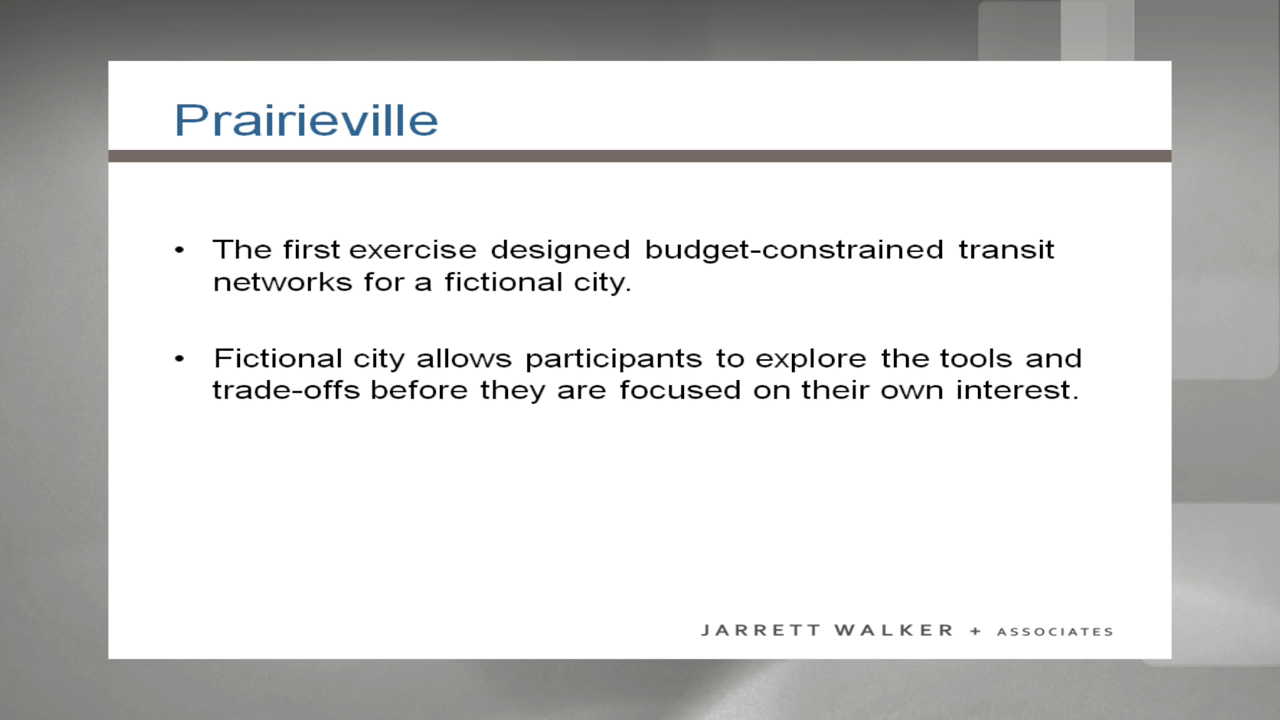 Prairieville
• The first exercise designed budget-constrained transit
networks for a fictional city.
• Fictional city allows participants to explore the tools and
trade-offs before they are focused on their own interest.
JARRETT WALKER + ASSOCIATES